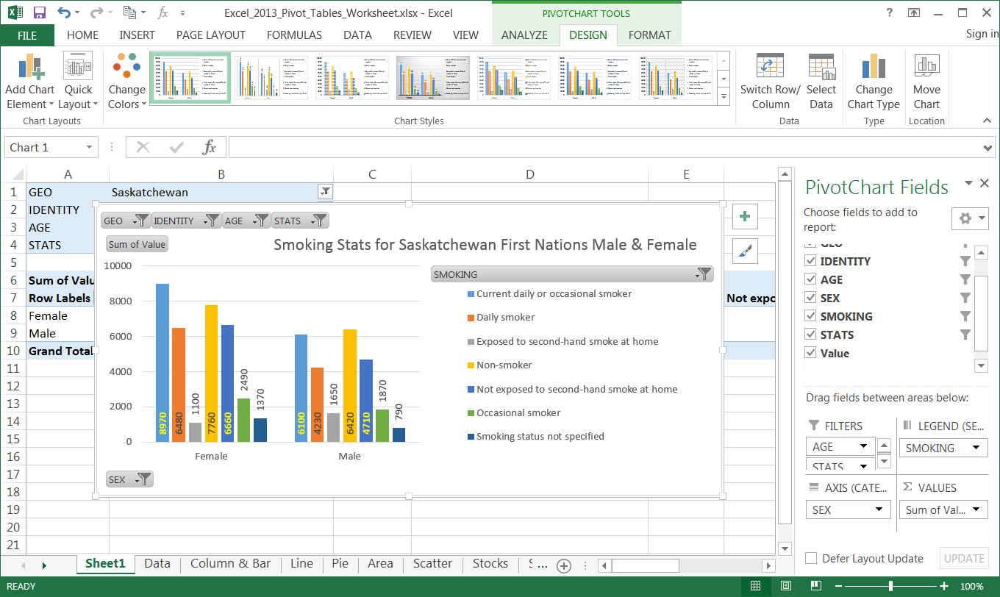 Excel_2013_Pivot_Tables_Worksheet.xlsx - Excel
PIVOTCHART TOOLS
FILE HOME INSERT PAGE LAYOUT FORMULAS DATA REVIEW VIEW ANALYZE DESIGN FORMAT Sign in
Add Chart Element
Quick Layout
Change Colors
Switch Row/ Column
Select Data
Change Chart Type
Move Chart
Chart Layouts Chart Styles Data Type Location
Chart 1 fx
A B C D E
1 GEO Saskatchewan
2 IDENTITY
3 AGE
4 STATS
5
6 Sum of Valu
7 Row Labels Not expo
8 Female
9 Male
10 Grand Total
11
12
13
14
15
16
17
18
19
20
21
GEO IDENTITY AGE STATS
Sum of Value
Smoking Stats for Saskatchewan First Nations Male & Female
10000
8000
6000
4000
2000
0
8970 6480 1100 7760 6660 2490 1370
6100 4230 1650 6420 4710 1870 790
Female Male
SEX
SMOKING
Current daily or occasional smoker
Daily smoker
Exposed to second-hand smoke at home
Non-smoker
Not exposed to second-hand smoke at home
Occasional smoker
Smoking status not specified
PivotChart Fields
Choose fields to add to
report:
GEO
IDENTITY
AGE
SEX
SMOKING
STATS
Value
Drag fields between areas below:
FILTERS LEGEND (SE...
AGE SMOKING
STATS
AXIS (CATE... Σ VALUES
SEX Sum of Val...
Defer Layout Update UPDATE
Sheet1 Data Column & Bar Line Pie Area Scatter Stocks S ...
READY 100%